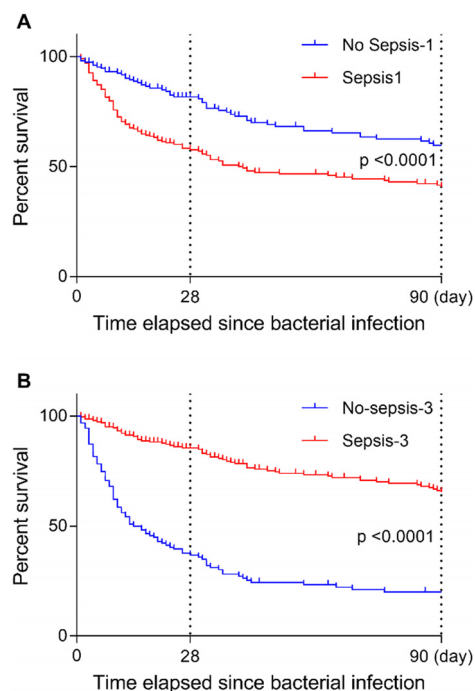 A
No Sepsis-1
Sepsis1
Percent survival
100
50
0
p <0.0001
0
28
90 (day)
Time elapsed since bacterial infection
B
No-sepsis-3
Sepsis-3
Percent survival
100
50
0
p <0.0001
0
28
90 (day)
Time elapsed since bacterial infection